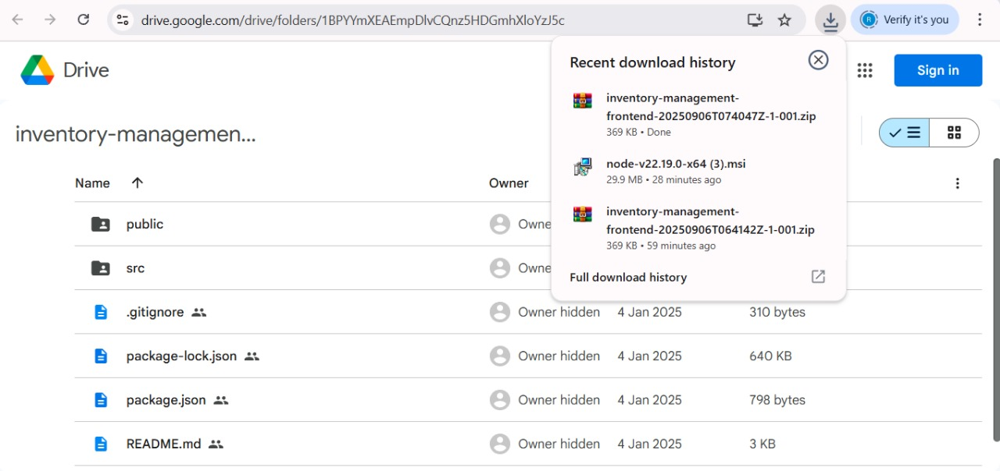 drive.google.com/drive/folders/1BPYYmXEAEmpDlvCQnz5HDGmhXloYzJ5c
R
Verify it's you
Drive
Sign in
Recent download history
inventory-management-
frontend-20250906T074047Z-1-001.zip
369 KB • Done
node-v22.19.0-x64 (3).msi
29.9 MB • 28 minutes ago
inventory-management-
frontend-20250906T064142Z-1-001.zip
369 KB • 59 minutes ago
Full download history
inventory-managemen...
Name
Owner
public
Owne
src
Owne
.gitignore
Owner hidden
4 Jan 2025
310 bytes
package-lock.json
Owner hidden
4 Jan 2025
640 KB
package.json
Owner hidden
4 Jan 2025
798 bytes
README.md
Owner hidden
4 Jan 2025
3 KB